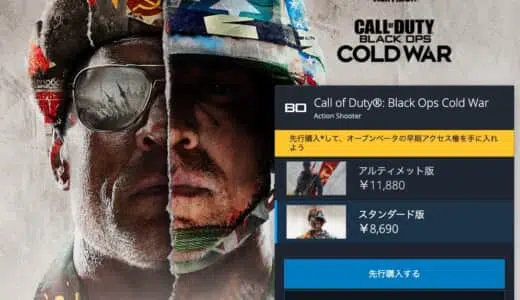 CALL OF DUTY
BLACK OPS
COLD WAR
BO Call of Duty®: Black Ops Cold War
Action Shooter
先行購入*して、オープンベータの早期アクセス権を手に入れ
よう
アルティメット版
¥11,880
スタンダード版
¥8,690
先行購入する